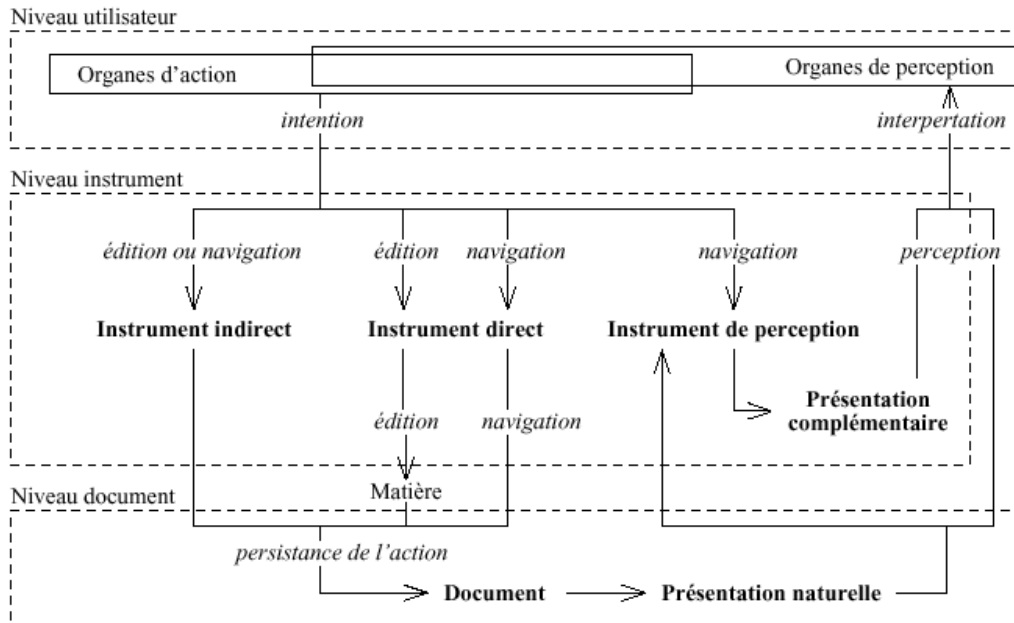 Niveau utilisateur
Organes d'action
Organes de perception
intention
interpertation
Niveau instrument
édition ou navigation
édition
navigation
navigation
perception
Instrument indirect
Instrument direct
Instrument de perception
Présentation
complémentaire
édition
navigation
Matière
Niveau document
persistance de l'action
Document
Présentation naturelle